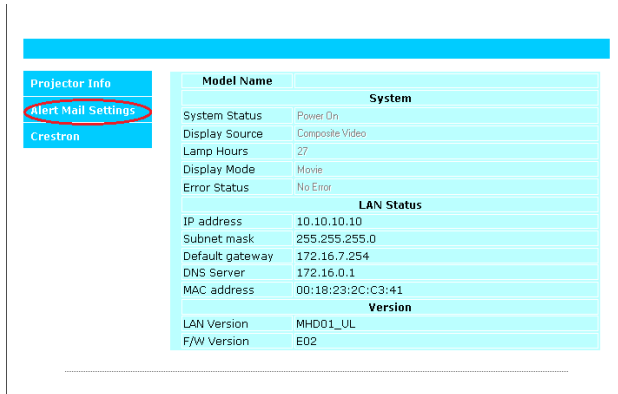 Projector Info
Alert Mail Settings
Crestron
Model Name
System
System Status Power On
Display Source Composite Video
Lamp Hours 27
Display Mode Movie
Error Status No Error
LAN Status
IP address 10.10.10.10
Subnet mask 255.255.255.0
Default gateway 172.16.7.254
DNS Server 172.16.0.1
MAC address 00:18:23:2C:C3:41
Version
LAN Version MHD01_UL
F/W Version E02